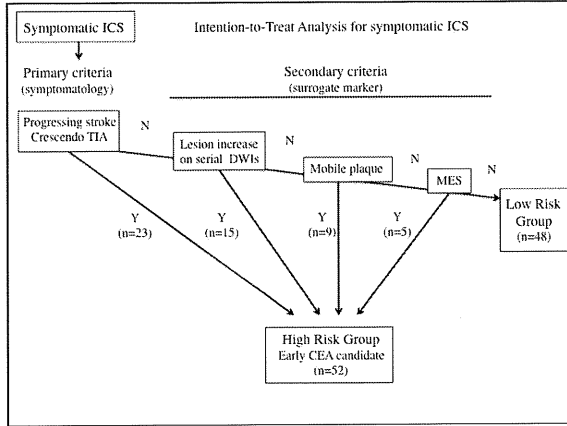 Symptomatic ICS
Intention-to-Treat Analysis for symptomatic ICS
Primary criteria
(symptomatology)
Secondary criteria
(surrogate marker)
Progressing stroke
Crescendo TIA
N
Lesion increase
on serial DWIs
N
Mobile plaque
N
MES
N
Low Risk
Group
(n=48)
Y
(n=23)
Y
(n=15)
Y
(n=9)
Y
(n=5)
High Risk Group
Early CEA candidate
(n=52)